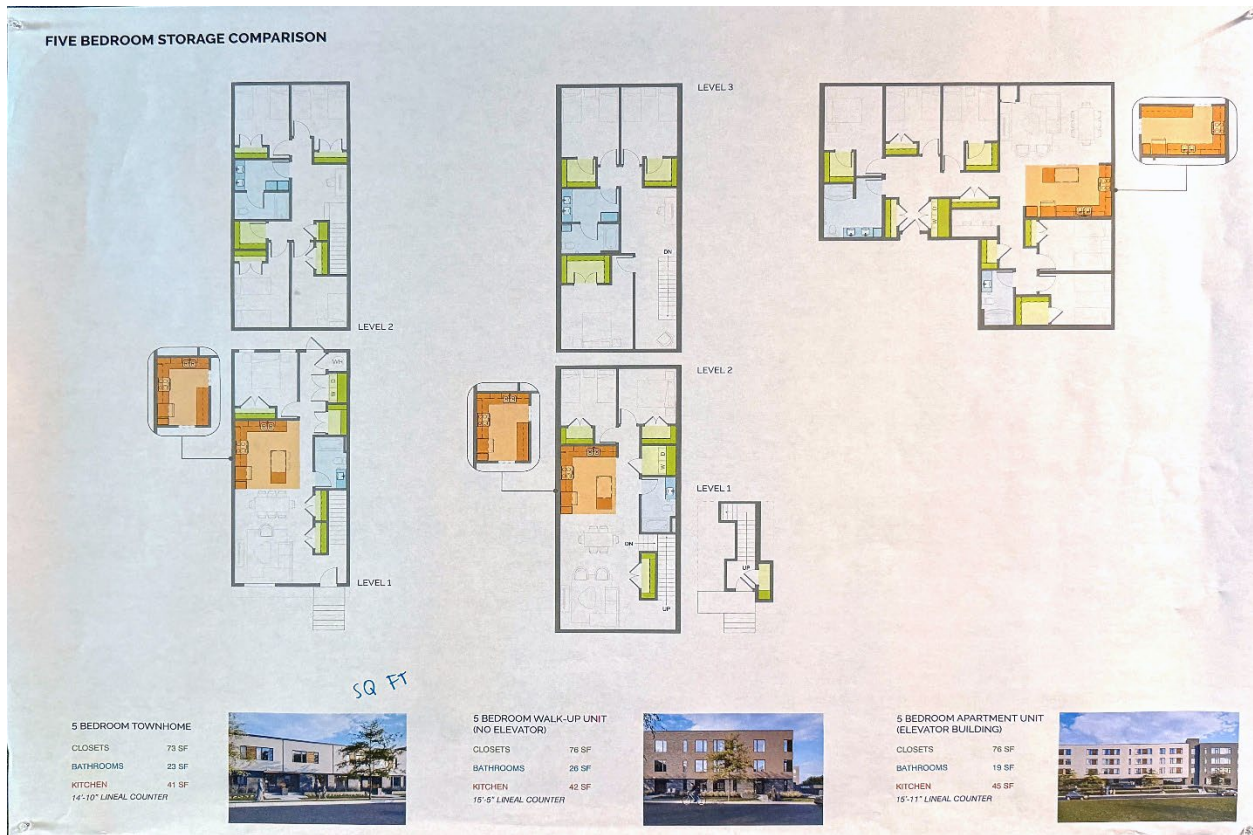 FIVE BEDROOM STORAGE COMPARISON
LEVEL 2
WH
W D
LEVEL 1
LEVEL 3
DN
LEVEL 2
W D
DN
UP
LEVEL 1
UP
W D
SQ FT
5 BEDROOM TOWNHOME
CLOSETS 73 SF
BATHROOMS 23 SF
KITCHEN 41 SF
14'-10" LINEAL COUNTER
5 BEDROOM WALK-UP UNIT
(NO ELEVATOR)
CLOSETS 76 SF
BATHROOMS 26 SF
KITCHEN 42 SF
15'-5" LINEAL COUNTER
5 BEDROOM APARTMENT UNIT
(ELEVATOR BUILDING)
CLOSETS 76 SF
BATHROOMS 19 SF
KITCHEN 45 SF
15'-11" LINEAL COUNTER